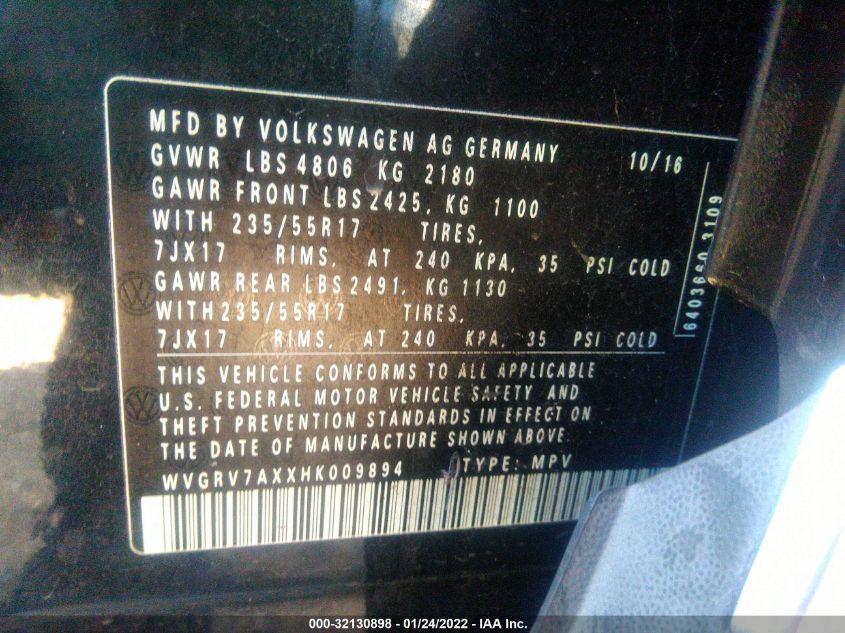 MFD BY VOLKSWAGEN AG GERMANY 10/16
GVWR LBS 4806 KG 2180
GAWR FRONT LBS 2425, KG 1100
WITH 235/55R17 TIRES,
7JX17 RIMS, AT 240 KPA, 35 PSI COLD
GAWR REAR LBS 2491, KG 1130
WITH 235/55R17 TIRES,
7JX17 RIMS, AT 240 KPA, 35 PSI COLD
THIS VEHICLE CONFORMS TO ALL APPLICABLE
U.S. FEDERAL MOTOR VEHICLE SAFETY AND
THEFT PREVENTION STANDARDS IN EFFECT ON
THE DATE OF MANUFACTURE SHOWN ABOVE.
WVGRV7AXXHK009894 TYPE: MPV
3109
000-32130898 - 01/24/2022 - IAA Inc.